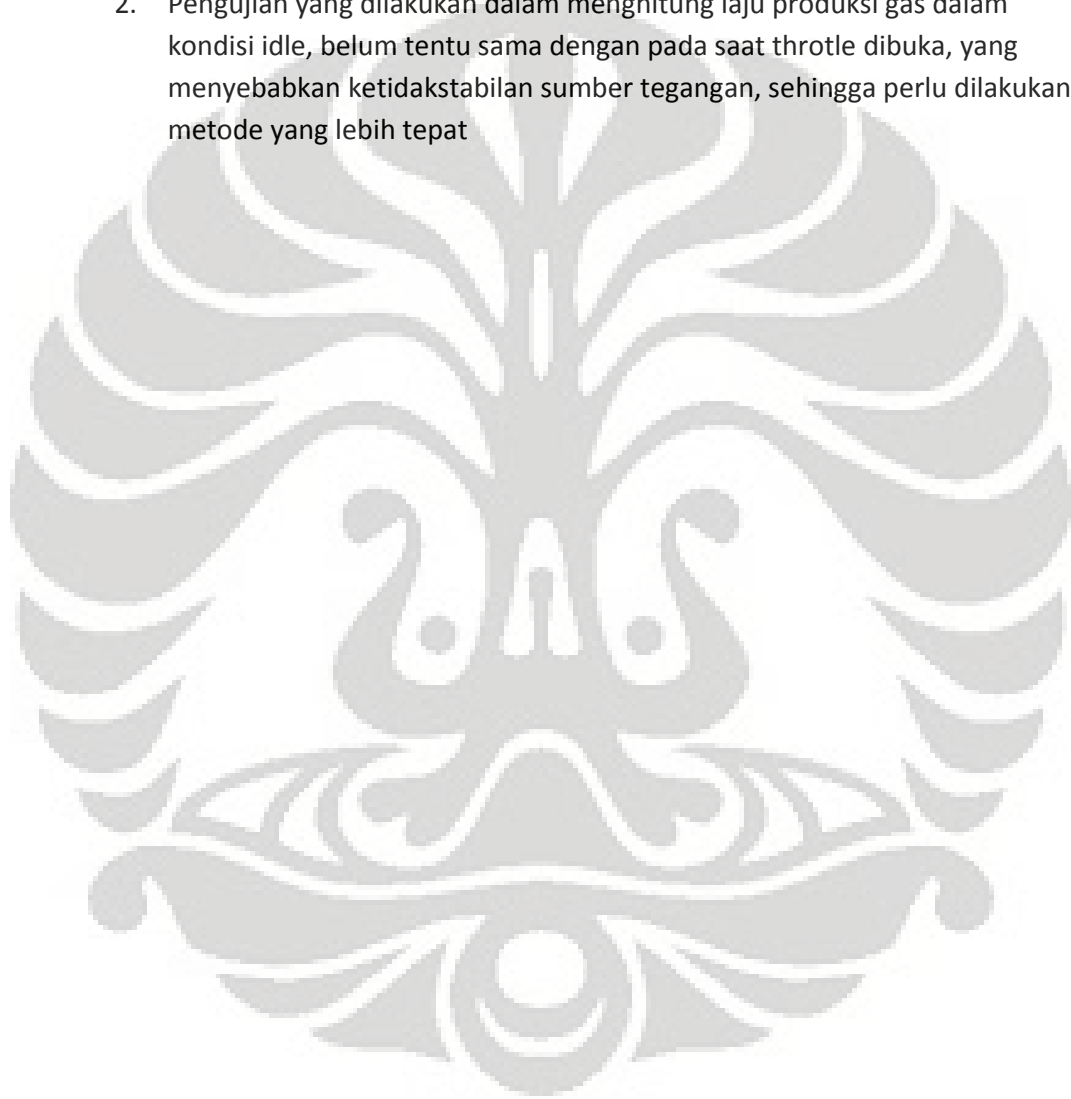 2. Pengujian yang dilakukan dalam menghitung laju produksi gas dalam
kondisi idle, belum tentu sama dengan pada saat throtle dibuka, yang
menyebabkan ketidakstabilan sumber tegangan, sehingga perlu dilakukan
metode yang lebih tepat